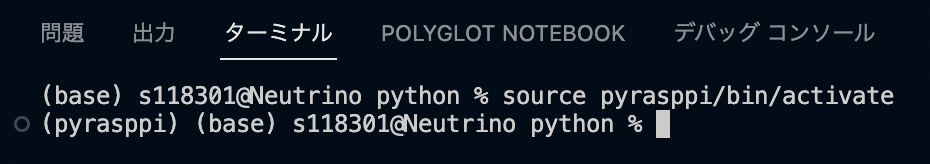 問題 出力 ターミナル POLYGLOT NOTEBOOK デバッグ コンソール
(base) s118301@Neutrino python % source pyrasppi/bin/activate
(pyrasppi) (base) s118301@Neutrino python %